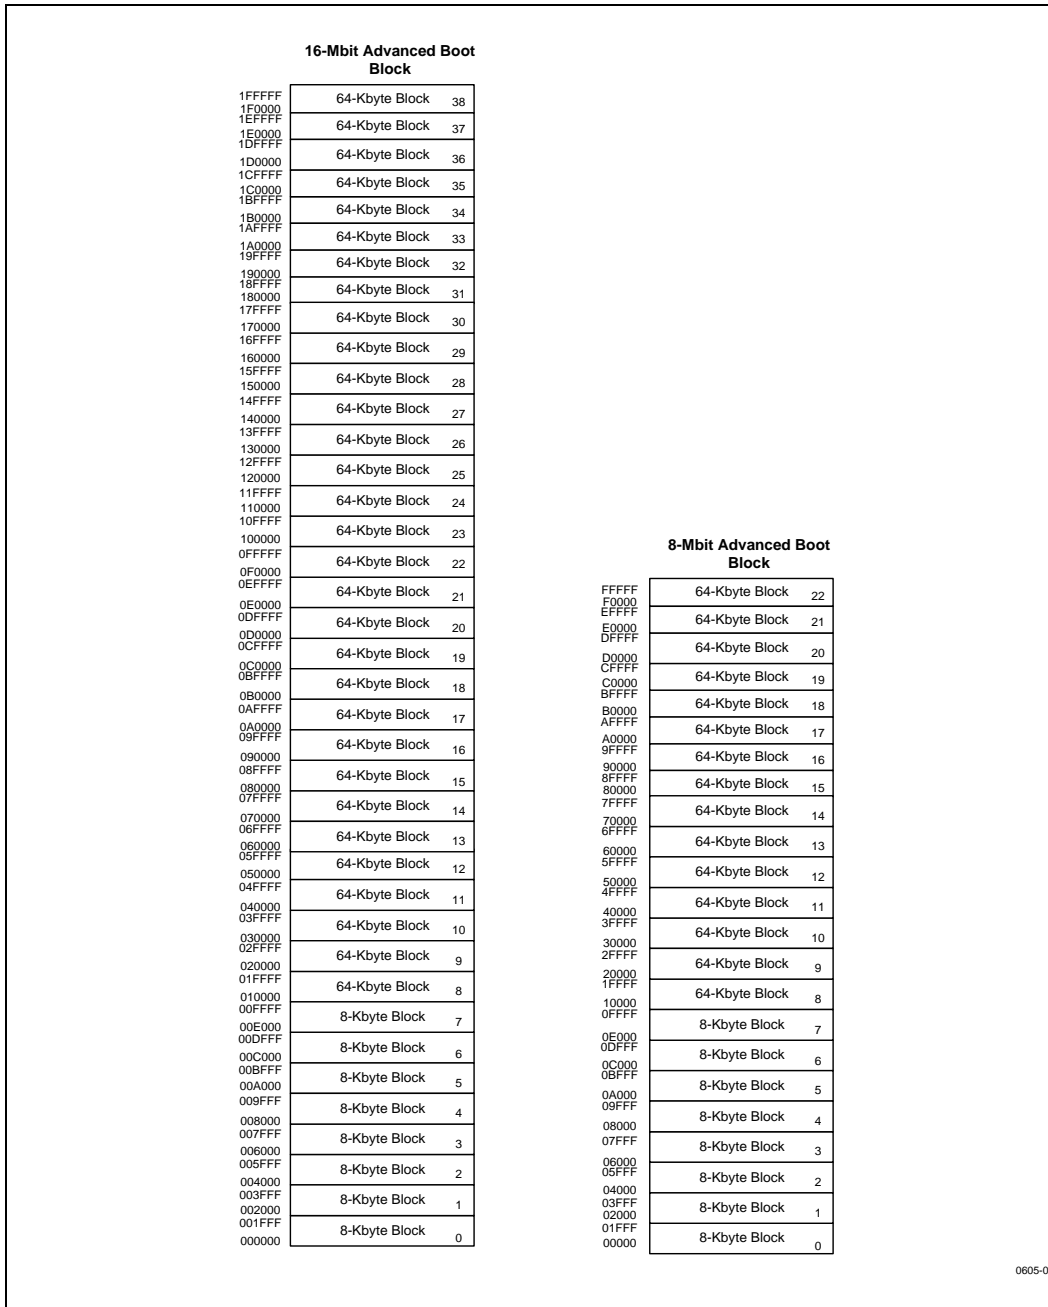 16-Mbit Advanced Boot
Block
1FFFFF
64-Kbyte Block 38
1F0000
1EFFFF
64-Kbyte Block 37
1E0000
1DFFFF
64-Kbyte Block 36
1D0000
1CFFFF
64-Kbyte Block 35
1C0000
1BFFFF
64-Kbyte Block 34
1B0000
1AFFFF
64-Kbyte Block 33
1A0000
19FFFF
64-Kbyte Block 32
190000
18FFFF
64-Kbyte Block 31
180000
17FFFF
64-Kbyte Block 30
170000
16FFFF
64-Kbyte Block 29
160000
15FFFF
64-Kbyte Block 28
150000
14FFFF
64-Kbyte Block 27
140000
13FFFF
64-Kbyte Block 26
130000
12FFFF
64-Kbyte Block 25
120000
11FFFF
64-Kbyte Block 24
110000
10FFFF
64-Kbyte Block 23
100000
0FFFFF
64-Kbyte Block 22
0F0000
0EFFFF
64-Kbyte Block 21
0E0000
0DFFFF
64-Kbyte Block 20
0D0000
0CFFFF
64-Kbyte Block 19
0C0000
0BFFFF
64-Kbyte Block 18
0B0000
0AFFFF
64-Kbyte Block 17
0A0000
09FFFF
64-Kbyte Block 16
090000
08FFFF
64-Kbyte Block 15
080000
07FFFF
64-Kbyte Block 14
070000
06FFFF
64-Kbyte Block 13
060000
05FFFF
64-Kbyte Block 12
050000
04FFFF
64-Kbyte Block 11
040000
03FFFF
64-Kbyte Block 10
030000
02FFFF
64-Kbyte Block 9
020000
01FFFF
64-Kbyte Block 8
010000
00FFFF
8-Kbyte Block 7
00E000
00DFFF
8-Kbyte Block 6
00C000
00BFFF
8-Kbyte Block 5
00A000
009FFF
8-Kbyte Block 4
008000
007FFF
8-Kbyte Block 3
006000
005FFF
8-Kbyte Block 2
004000
003FFF
8-Kbyte Block 1
002000
001FFF
8-Kbyte Block 0
000000
8-Mbit Advanced Boot
Block
FFFFF
64-Kbyte Block 22
F0000
EFFFF
64-Kbyte Block 21
E0000
DFFFF
64-Kbyte Block 20
D0000
CFFFF
64-Kbyte Block 19
C0000
BFFFF
64-Kbyte Block 18
B0000
AFFFF
64-Kbyte Block 17
A0000
9FFFF
64-Kbyte Block 16
90000
8FFFF
64-Kbyte Block 15
80000
7FFFF
64-Kbyte Block 14
70000
6FFFF
64-Kbyte Block 13
60000
5FFFF
64-Kbyte Block 12
50000
4FFFF
64-Kbyte Block 11
40000
3FFFF
64-Kbyte Block 10
30000
2FFFF
64-Kbyte Block 9
20000
1FFFF
64-Kbyte Block 8
10000
0FFFF
8-Kbyte Block 7
0E000
0DFFF
8-Kbyte Block 6
0C000
0BFFF
8-Kbyte Block 5
0A000
09FFF
8-Kbyte Block 4
08000
07FFF
8-Kbyte Block 3
06000
05FFF
8-Kbyte Block 2
04000
03FFF
8-Kbyte Block 1
02000
01FFF
8-Kbyte Block 0
00000
0605-0